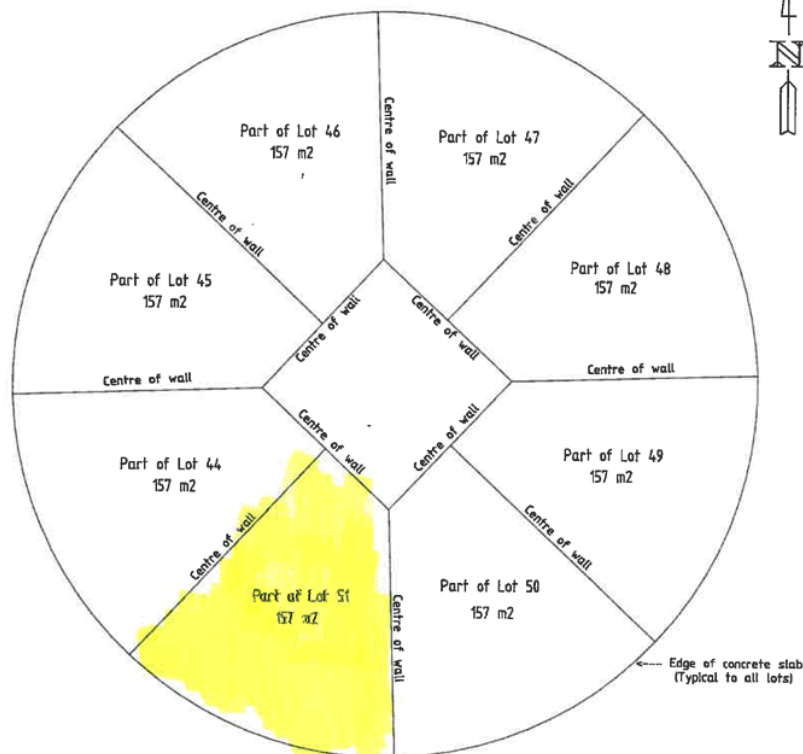 4
N
Part of Lot 46
157 m2
Centre of wall
Part of Lot 47
157 m2
Centre of wall
Centre of wall
Part of Lot 45
157 m2
Part of Lot 48
157 m2
Centre of wall
Centre of wall
Centre of wall
Centre of wall
Centre of wall
Centre of wall
Part of Lot 44
157 m2
Part of Lot 49
157 m2
Centre of wall
Centre of wall
Part of Lot 51
157 m2
Centre of wall
Part of Lot 50
157 m2
Edge of concrete slab
(Typical to all lots)